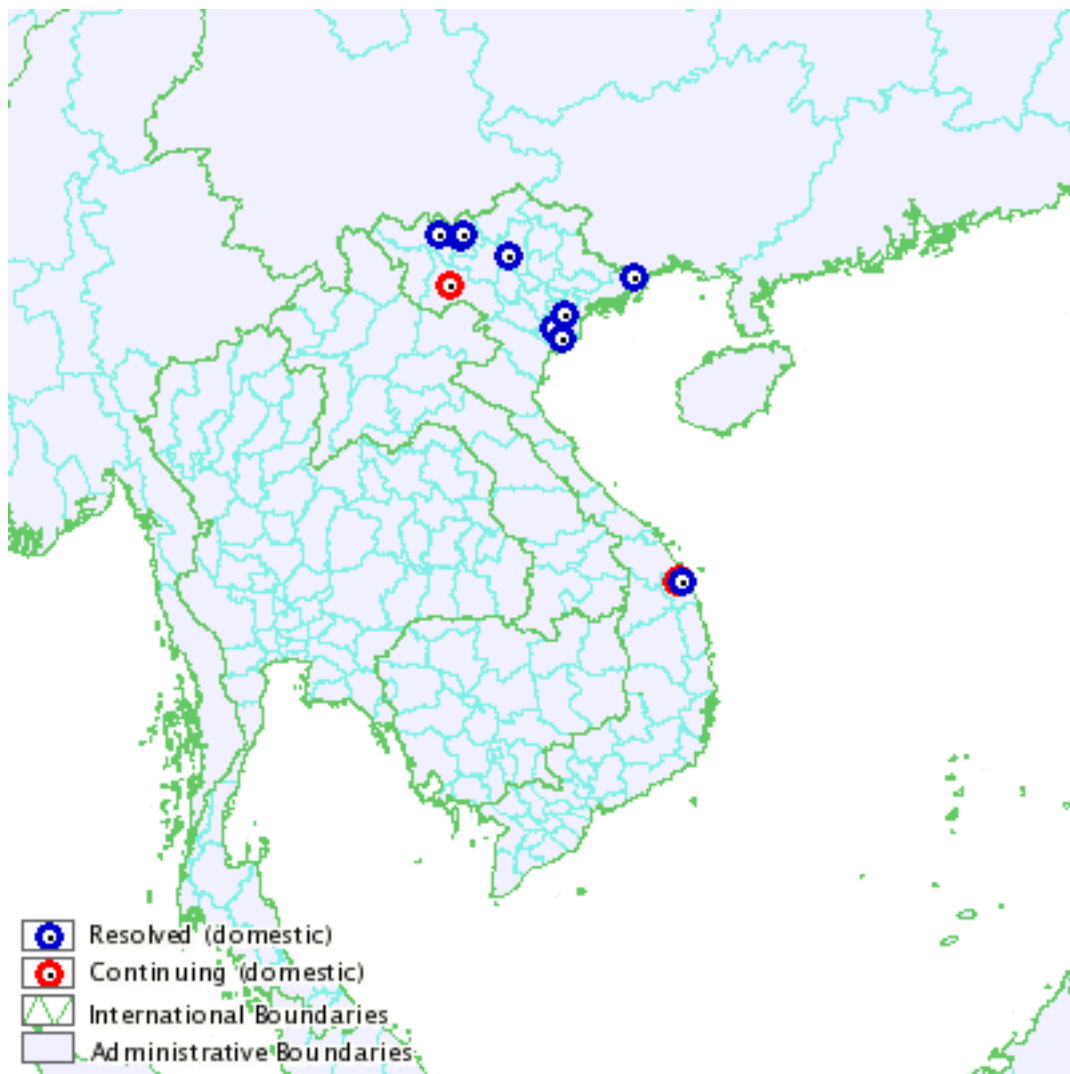 Resolved (domestic)
Continuing (domestic)
International Boundaries
Administrative Boundaries